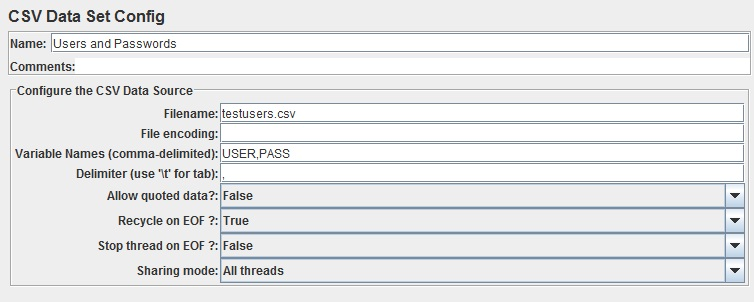 CSV Data Set Config
Name: Users and Passwords
Comments:
Configure the CSV Data Source
Filename: testusers.csv
File encoding:
Variable Names (comma-delimited): USER,PASS
Delimiter (use '\t' for tab): ,
Allow quoted data?: False
Recycle on EOF ?: True
Stop thread on EOF ?: False
Sharing mode: All threads